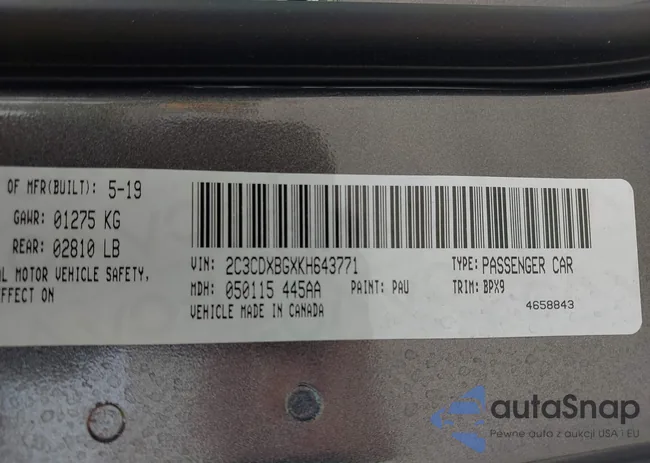 OF MFR(BUILT): 5-19
GAWR: 01275 KG
REAR: 02810 LB
L MOTOR VEHICLE SAFETY,
EFFECT ON
VIN: 2C3CDXBGXKH643771
TYPE: PASSENGER CAR
MDH: 050115 445AA
PAINT: PAU
TRIM: BPX9
VEHICLE MADE IN CANADA
4658843
autaSnap
Pewne auta z aukcji USA i EU